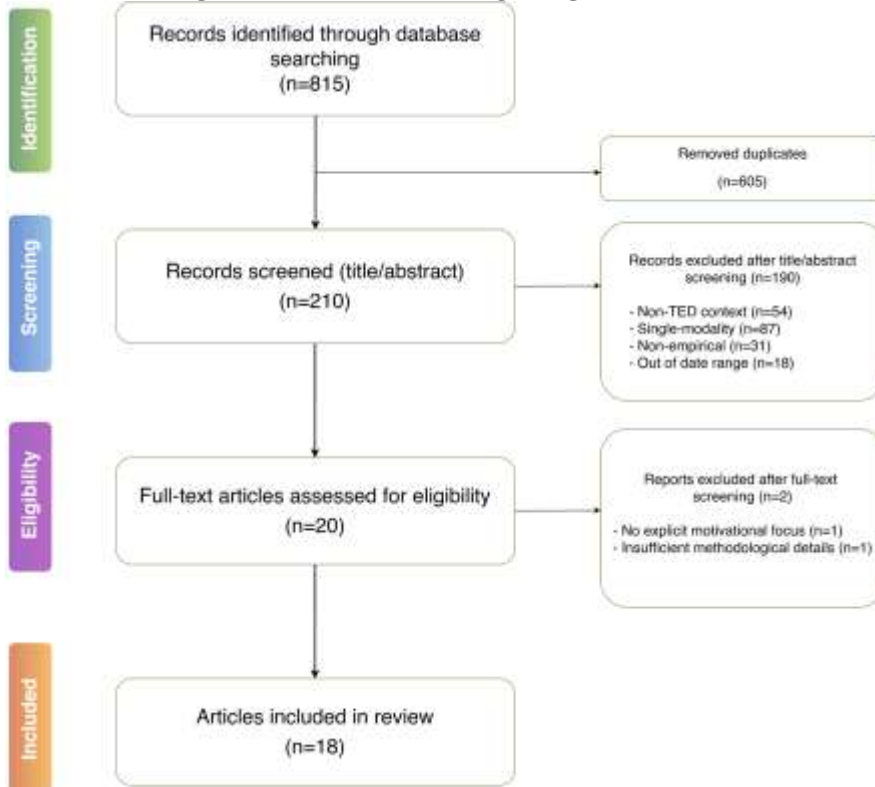 Identification
Records identified through database
searching
(n=815)
Removed duplicates
(n=605)
Screening
Records screened (title/abstract)
(n=210)
Records excluded after title/abstract
screening (n=190)
- Non-TED context (n=54)
- Single-modality (n=87)
- Non-empirical (n=31)
- Out of date range (n=18)
Eligibility
Full-text articles assessed for eligibility
(n=20)
Reports excluded after full-text
screening (n=2)
- No explicit motivational focus (n=1)
- Insufficient methodological details (n=1)
Included
Articles included in review
(n=18)